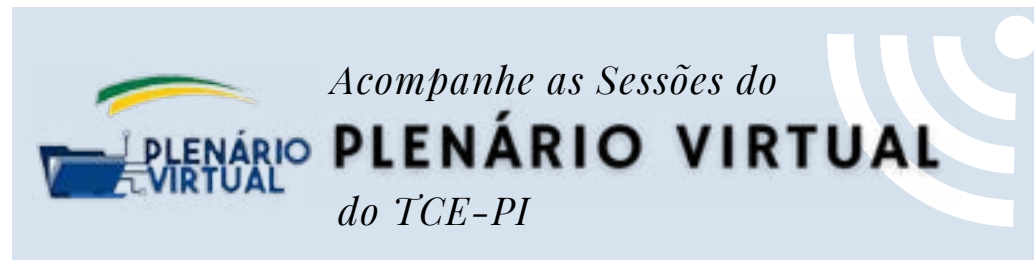 PLENÁRIO
VIRTUAL
Acompanhe as Sessões do
PLENÁRIO VIRTUAL
do TCE-PI